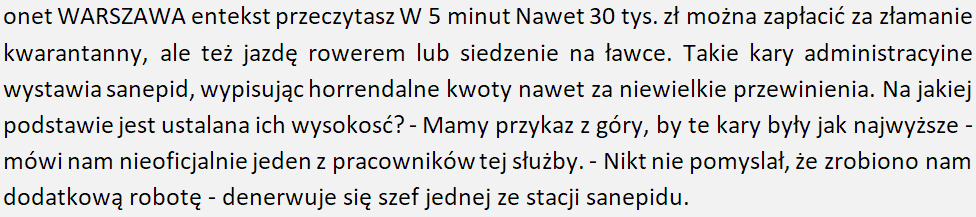 onet WARSZAWA entekst przeczytasz W 5 minut Nawet 30 tys. zł można zapłacić za złamanie
kwarantanny, ale też jazdę rowerem lub siedzenie na ławce. Takie kary administracyine
wystawia sanepid, wypisując horrendalne kwoty nawet za niewielkie przewinienia. Na jakiej
podstawie jest ustalana ich wysokość? - Mamy przykaz z góry, by te kary były jak najwyższe -
mówi nam nieoficjalnie jeden z pracowników tej służby. - Nikt nie pomyslał, że zrobiono nam
dodatkową robotę - denerwuje się szef jednej ze stacji sanepidu.